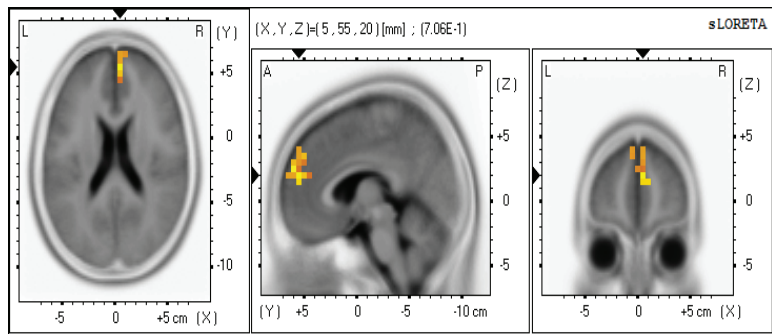 (X, Y, Z)=( 5 , 55 , 20 ) [mm] ; (7.06E-1)
sLORETA
L R (Y)
+5
0
-5
-10
-5 0 +5 cm (X)
A P (Z)
+5
0
-5
(Y) +5 0 -5 -10 cm
L R (Z)
+5
0
-5
-5 0 +5 cm (X)